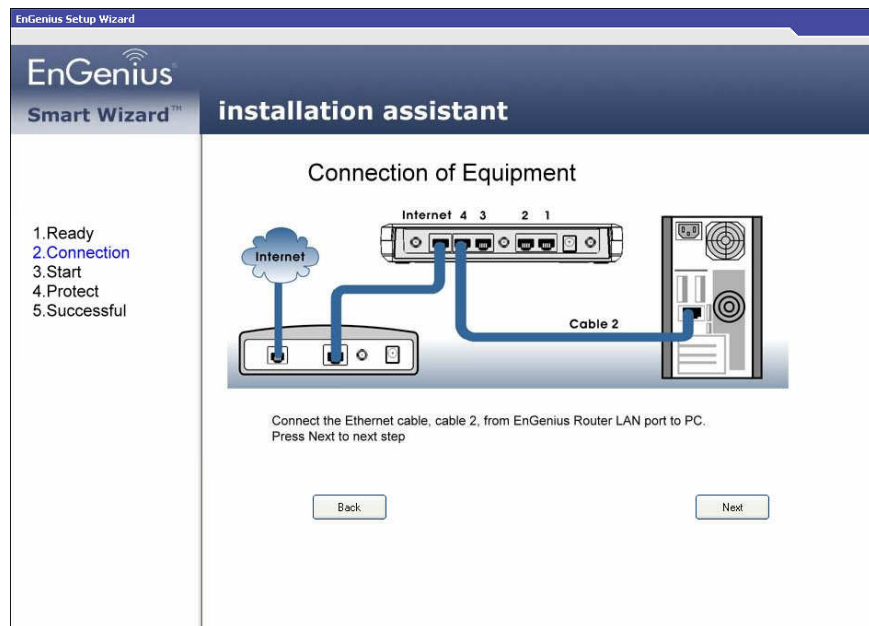 EnGenius Setup Wizard
EnGenius
Smart Wizard™
installation assistant
1.Ready
2.Connection
3.Start
4.Protect
5.Successful
Connection of Equipment
Internet 4 3 2 1
Internet
Cable 2
Connect the Ethernet cable, cable 2, from EnGenius Router LAN port to PC.
Press Next to next step
Back
Next